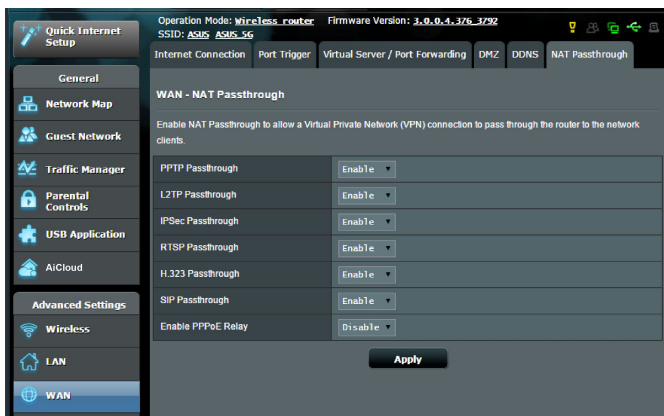 Quick Internet
Setup
Operation Mode: Wireless router Firmware Version: 3.0.0.4.376_3792
SSID: ASUS ASUS_5G
Internet Connection Port Trigger Virtual Server / Port Forwarding DMZ DDNS NAT Passthrough
General
Network Map
Guest Network
Traffic Manager
Parental
Controls
USB Application
AiCloud
Advanced Settings
Wireless
LAN
WAN
WAN - NAT Passthrough
Enable NAT Passthrough to allow a Virtual Private Network (VPN) connection to pass through the router to the network
clients.
PPTP Passthrough Enable
L2TP Passthrough Enable
IPSec Passthrough Enable
RTSP Passthrough Enable
H.323 Passthrough Enable
SIP Passthrough Enable
Enable PPPoE Relay Disable
Apply